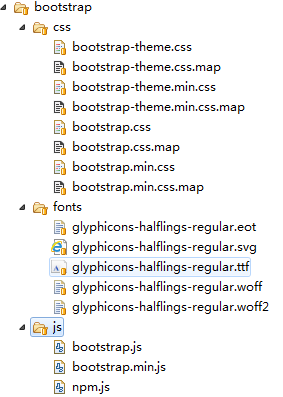 bootstrap
css
bootstrap-theme.css
bootstrap-theme.css.map
bootstrap-theme.min.css
bootstrap-theme.min.css.map
bootstrap.css
bootstrap.css.map
bootstrap.min.css
bootstrap.min.css.map
fonts
glyphicons-halflings-regular.eot
glyphicons-halflings-regular.svg
glyphicons-halflings-regular.ttf
glyphicons-halflings-regular.woff
glyphicons-halflings-regular.woff2
js
bootstrap.js
bootstrap.min.js
npm.js